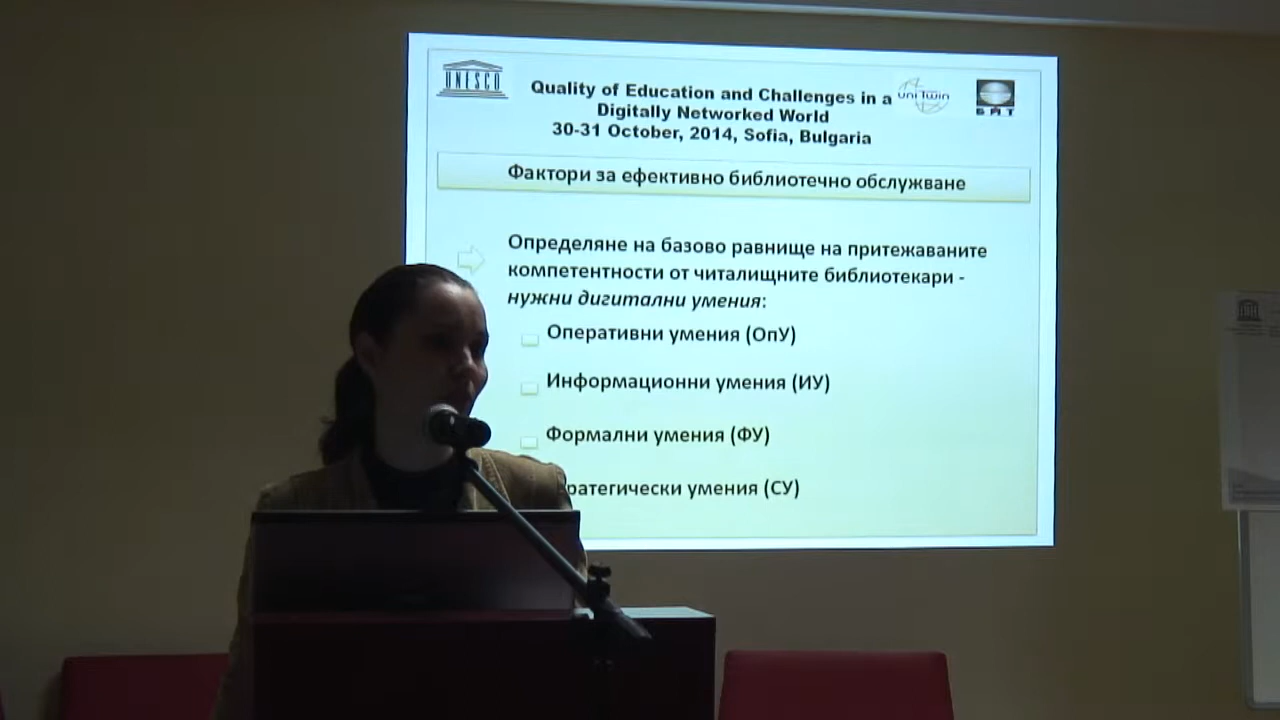 UNESCO
Quality of Education and Challenges in a
Digitally Networked World
30-31 October, 2014, Sofia, Bulgaria
uni Twin
Фактори за ефективно библиотечно обслужване
Определяне на базово равнище на притежаваните
компетентности от читалищните библиотекари -
нужни дигитални умения:
Оперативни умения (ОпУ)
Информационни умения (ИУ)
Формални умения (ФУ)
умения (СУ)